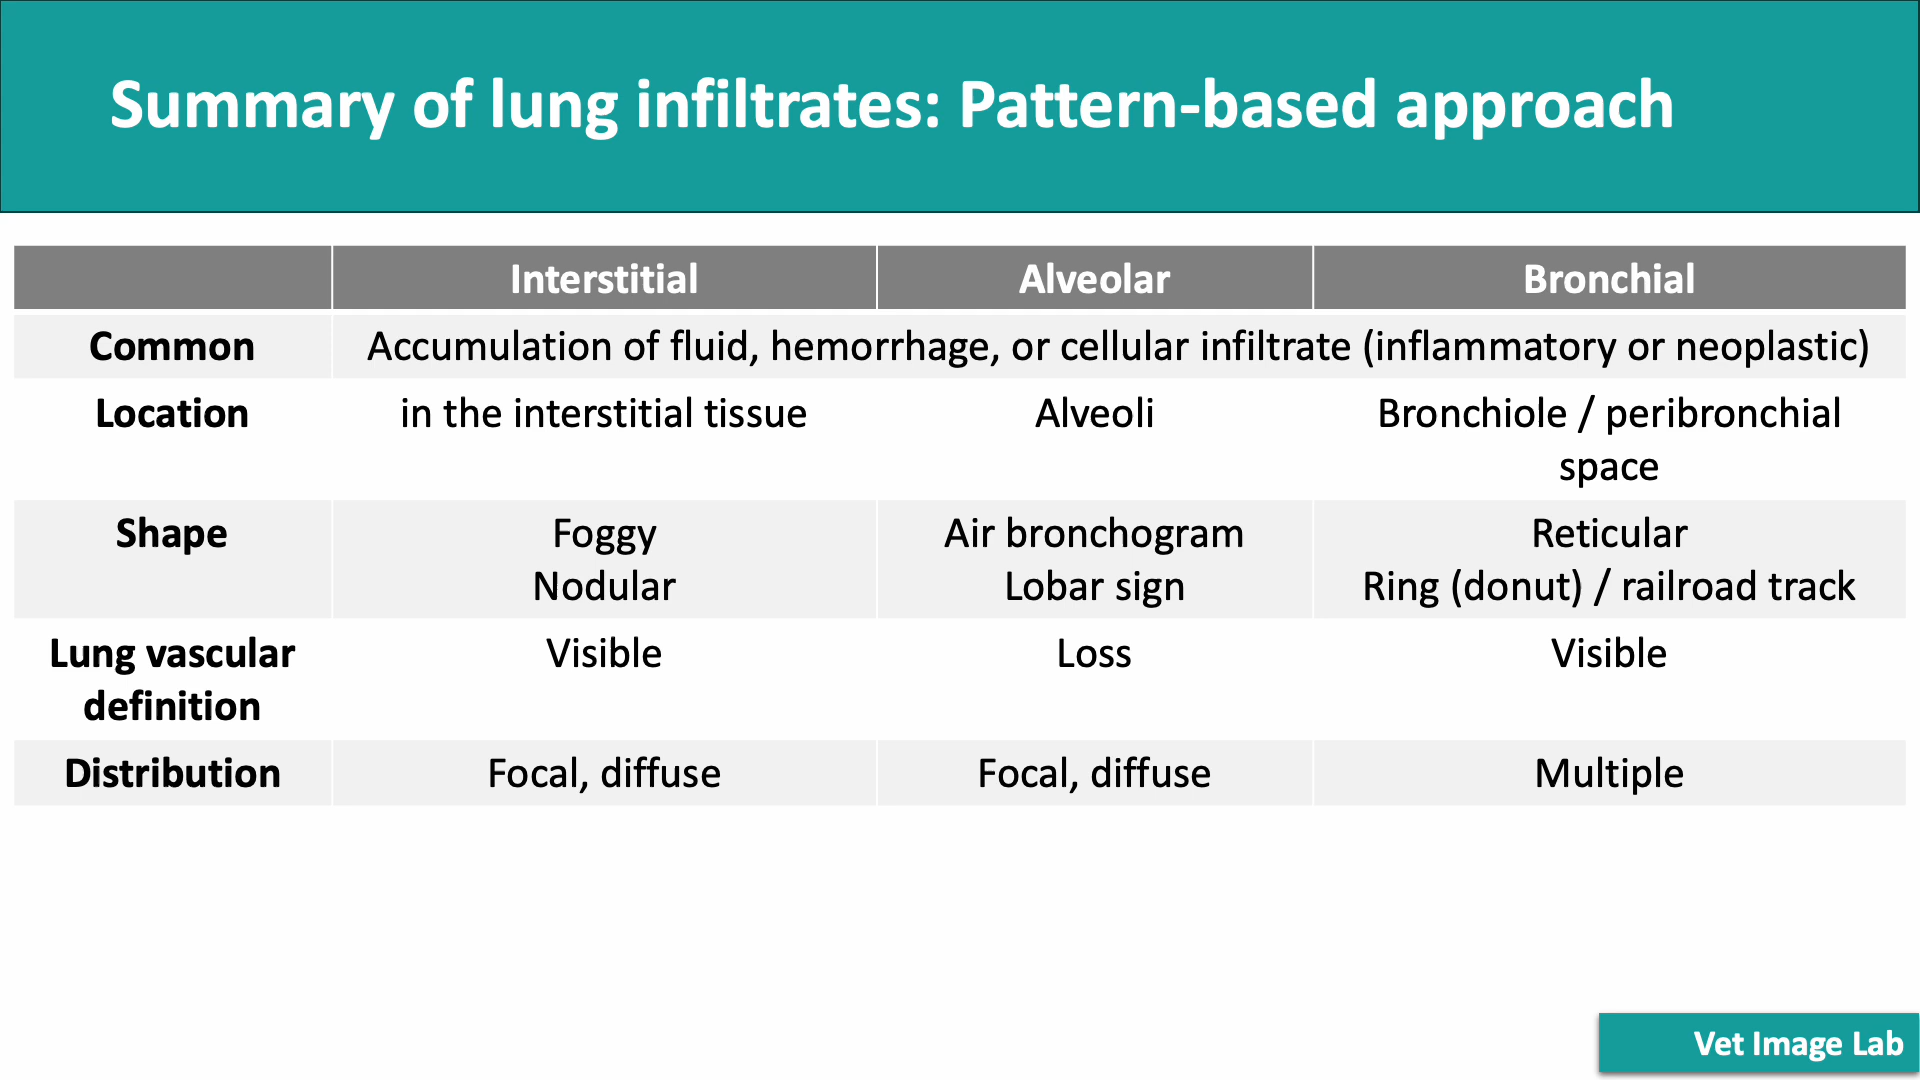 Summary of lung infiltrates: Pattern-based approach
Interstitial Alveolar Bronchial
Common Accumulation of fluid, hemorrhage, or cellular infiltrate (inflammatory or neoplastic)
Location in the interstitial tissue Alveoli Bronchiole / peribronchial
space
Shape Foggy Air bronchogram Reticular
Nodular Lobar sign Ring (donut) / railroad track
Lung vascular Visible Loss Visible
definition
Distribution Focal, diffuse Focal, diffuse Multiple
Vet Image Lab